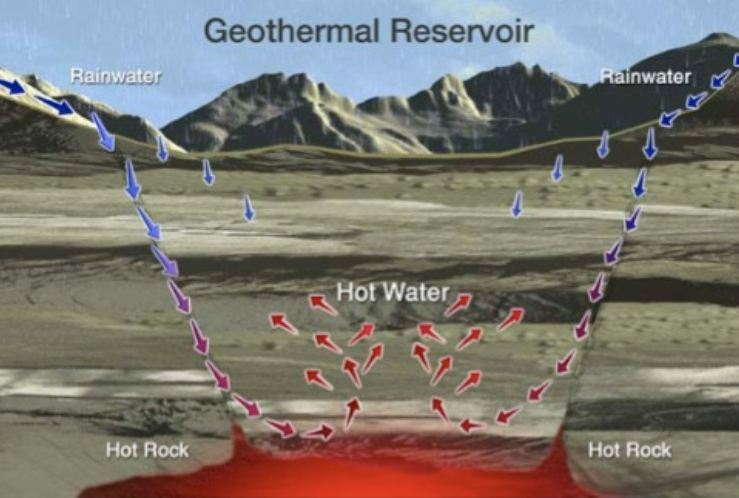 Geothermal Reservoir
Rainwater
Rainwater
Hot Water
Hot Rock
Hot Rock